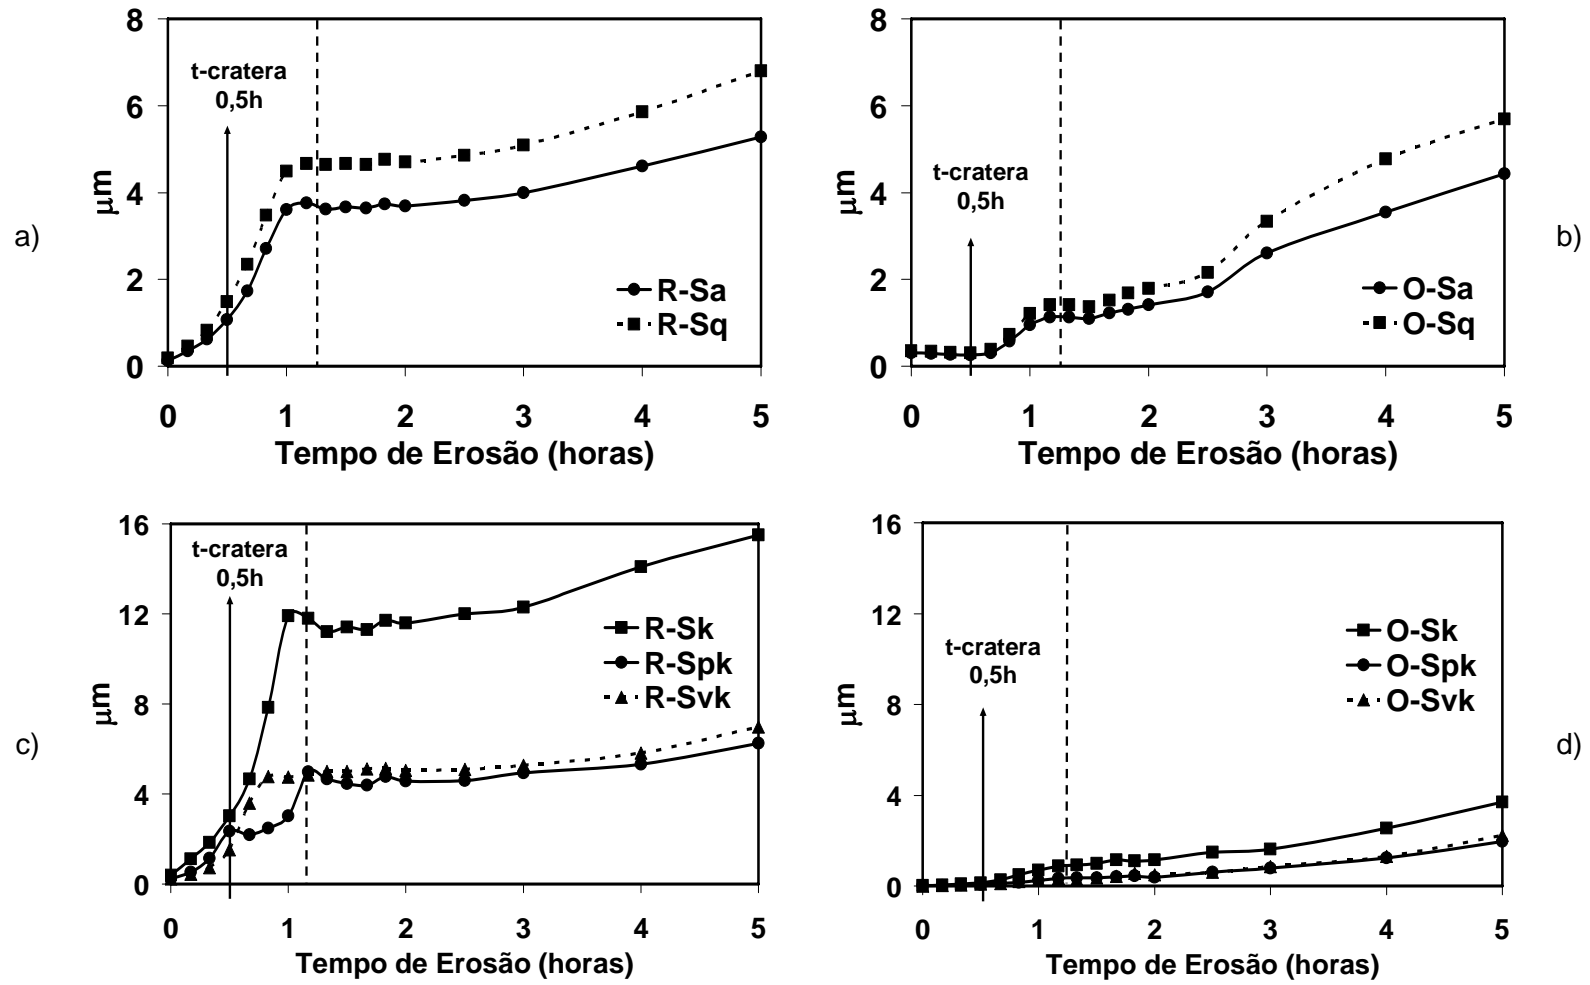 a)
8
6
4
2
0
μm
t-cratera
0,5h
R-Sa
R-Sq
0 1 2 3 4 5
Tempo de Erosão (horas)
b)
8
6
4
2
0
μm
t-cratera
0,5h
O-Sa
O-Sq
0 1 2 3 4 5
Tempo de Erosão (horas)
c)
16
12
8
4
0
μm
t-cratera
0,5h
R-Sk
R-Spk
R-Svk
0 1 2 3 4 5
Tempo de Erosão (horas)
d)
16
12
8
4
0
μm
t-cratera
0,5h
O-Sk
O-Spk
O-Svk
0 1 2 3 4 5
Tempo de Erosão (horas)